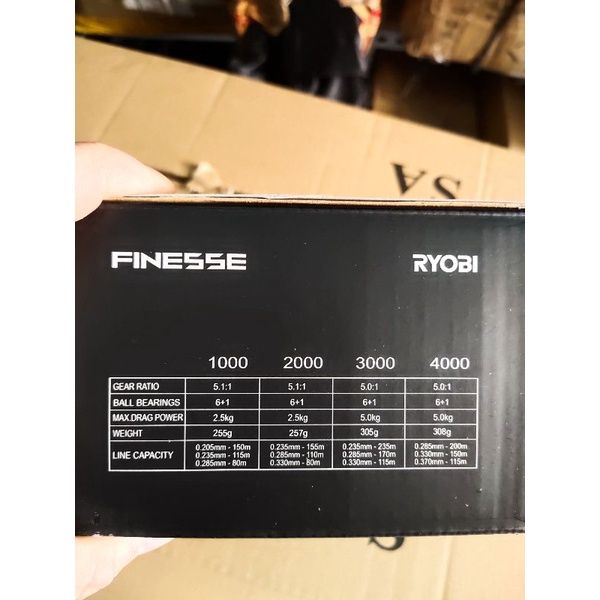 SA
FINESSE RYOBI
1000 2000 3000 4000
GEAR RATIO 5.1:1 5.1:1 5.0:1 5.0:1
BALL BEARINGS 6+1 6+1 6+1 6+1
MAX.DRAG POWER 2.5kg 2.5kg 5.0kg 5.0kg
WEIGHT 255g 257g 305g 308g
LINE CAPACITY 0.205mm - 150m 0.235mm - 155m 0.235mm - 235m 0.285mm - 200m
0.235mm - 115m 0.285mm - 110m 0.285mm - 170m 0.330mm - 150m
0.285mm - 80m 0.330mm - 80m 0.330mm - 115m 0.370mm - 115m